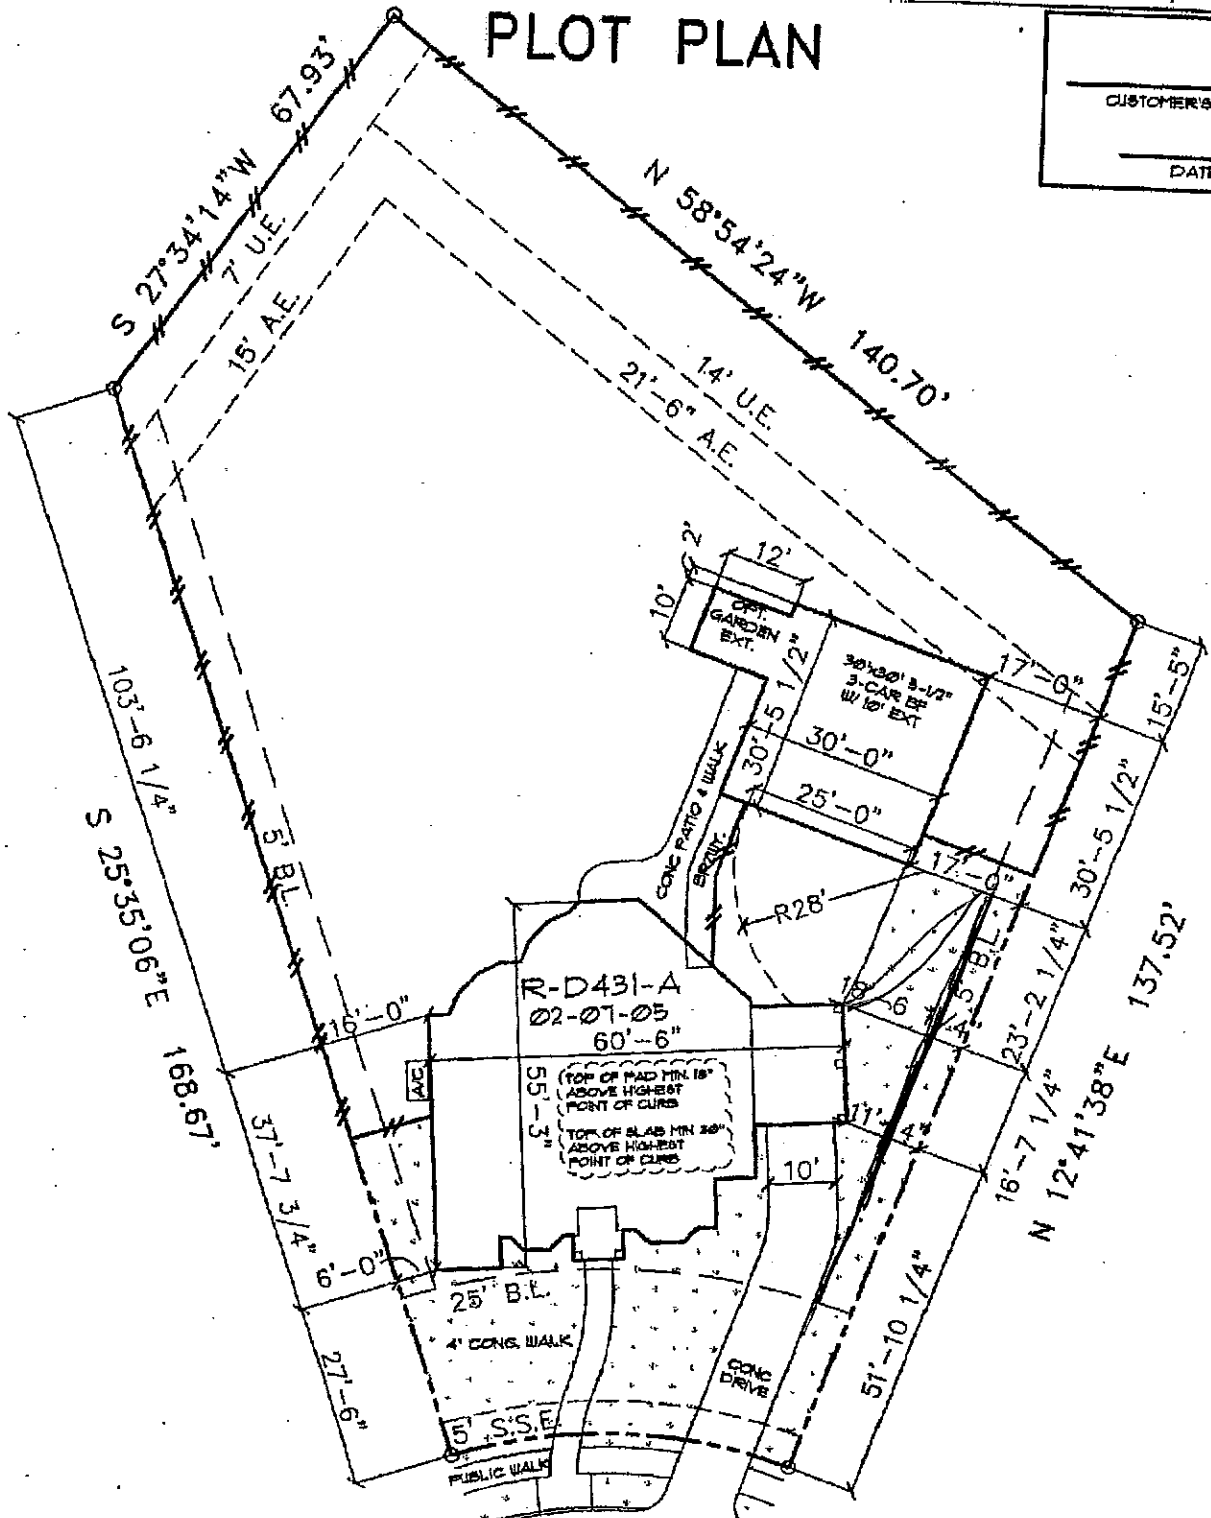 PLOT PLAN
CUSTOMER'S
DATE
67.93'
S 27°34'14"W
7' U.E.
15' A.E.
N 58°54'24"W
140.70'
14' U.E.
21'-6" A.E.
2'
12'
10'
OPT.
GARDEN
EXT.
30'-5 1/2"
30'x30' 3-1/2"
3-CAR DF
W/ 10' EXT
17'-0"
15'-5"
30'-0"
25'-0"
CONC PATIO & WALK
BRZWY.
17'-0"
30'-5 1/2"
R28'
103'-6 1/4"
S 25°35'06"E
168.67'
5' B.L.
5' B.L.
16'-0"
R-D431-A
02-07-05
60'-6"
55'-3"
A/C
TOP OF PAD MIN. 18"
ABOVE HIGHEST
POINT OF CURB
TOP OF SLAB MIN 20"
ABOVE HIGHEST
POINT OF CURB
23'-2 1/4"
137.52'
N 12°41'38"E
16'-7 1/4"
10'
37'-7 3/4"
6'-0"
25' B.L.
4' CONC. WALK
CONC
DRIVE
51'-10 1/4"
27'-6"
5' S.S.E.
PUBLIC WALK